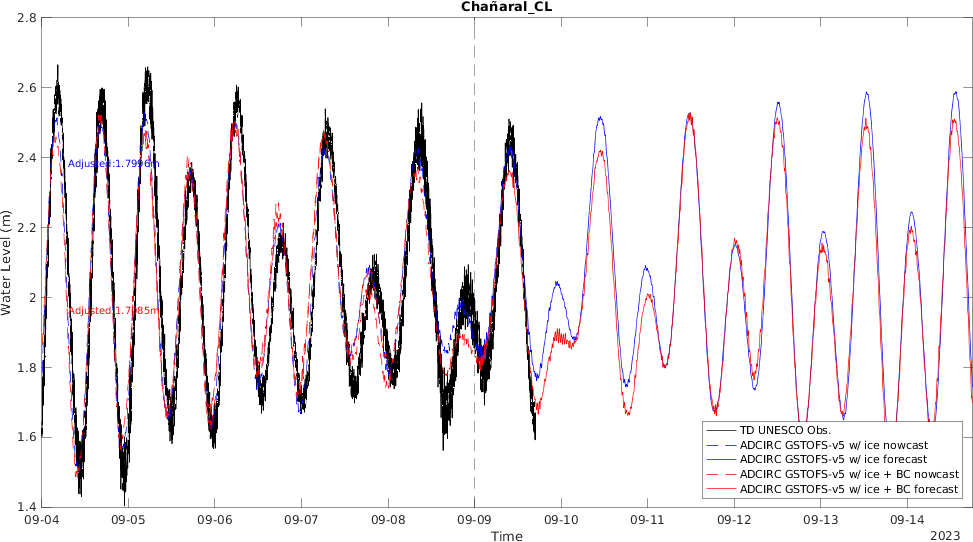 Chañaral_CL
2.8
2.6
2.4
2.2
2
1.8
1.6
1.4
Water Level (m)
Adjusted:1.7996m
Adjusted:1.7985m
TD UNESCO Obs.
ADCIRC GSTOFS-v5 w/ ice nowcast
ADCIRC GSTOFS-v5 w/ ice forecast
ADCIRC GSTOFS-v5 w/ ice + BC nowcast
ADCIRC GSTOFS-v5 w/ ice + BC forecast
09-04 09-05 09-06 09-07 09-08 09-09 09-10 09-11 09-12 09-13 09-14
Time
2023